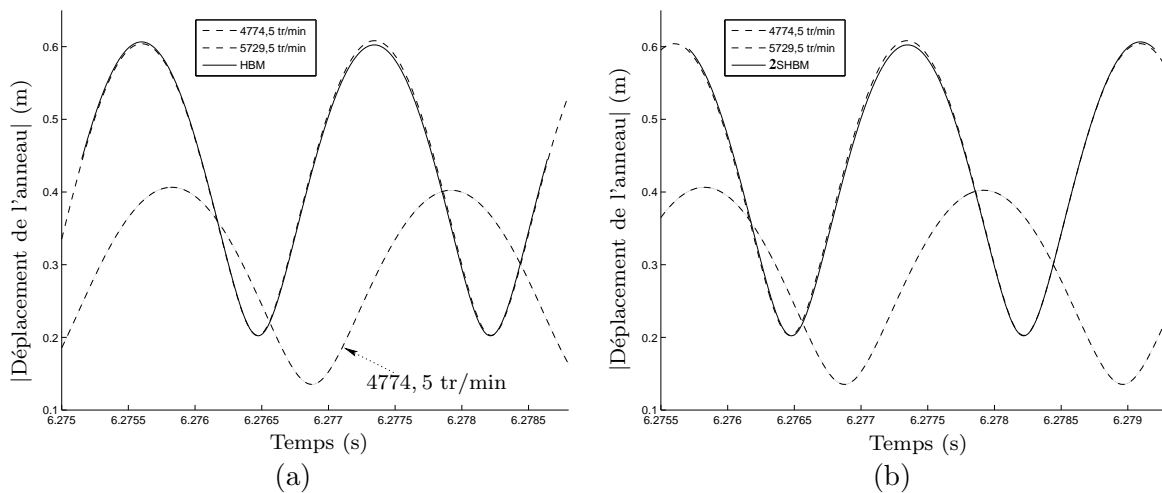 4774,5 tr/min
5729,5 tr/min
HBM
|Déplacement de l'anneau| (m)
0.6
0.5
0.4
0.3
0.2
0.1
4774, 5 tr/min
6.275 6.2755 6.276 6.2765 6.277 6.2775 6.278 6.2785
Temps (s)
(a)
4774,5 tr/min
5729,5 tr/min
2SHBM
|Déplacement de l'anneau| (m)
0.6
0.5
0.4
0.3
0.2
0.1
6.2755 6.276 6.2765 6.277 6.2775 6.278 6.2785 6.279
Temps (s)
(b)